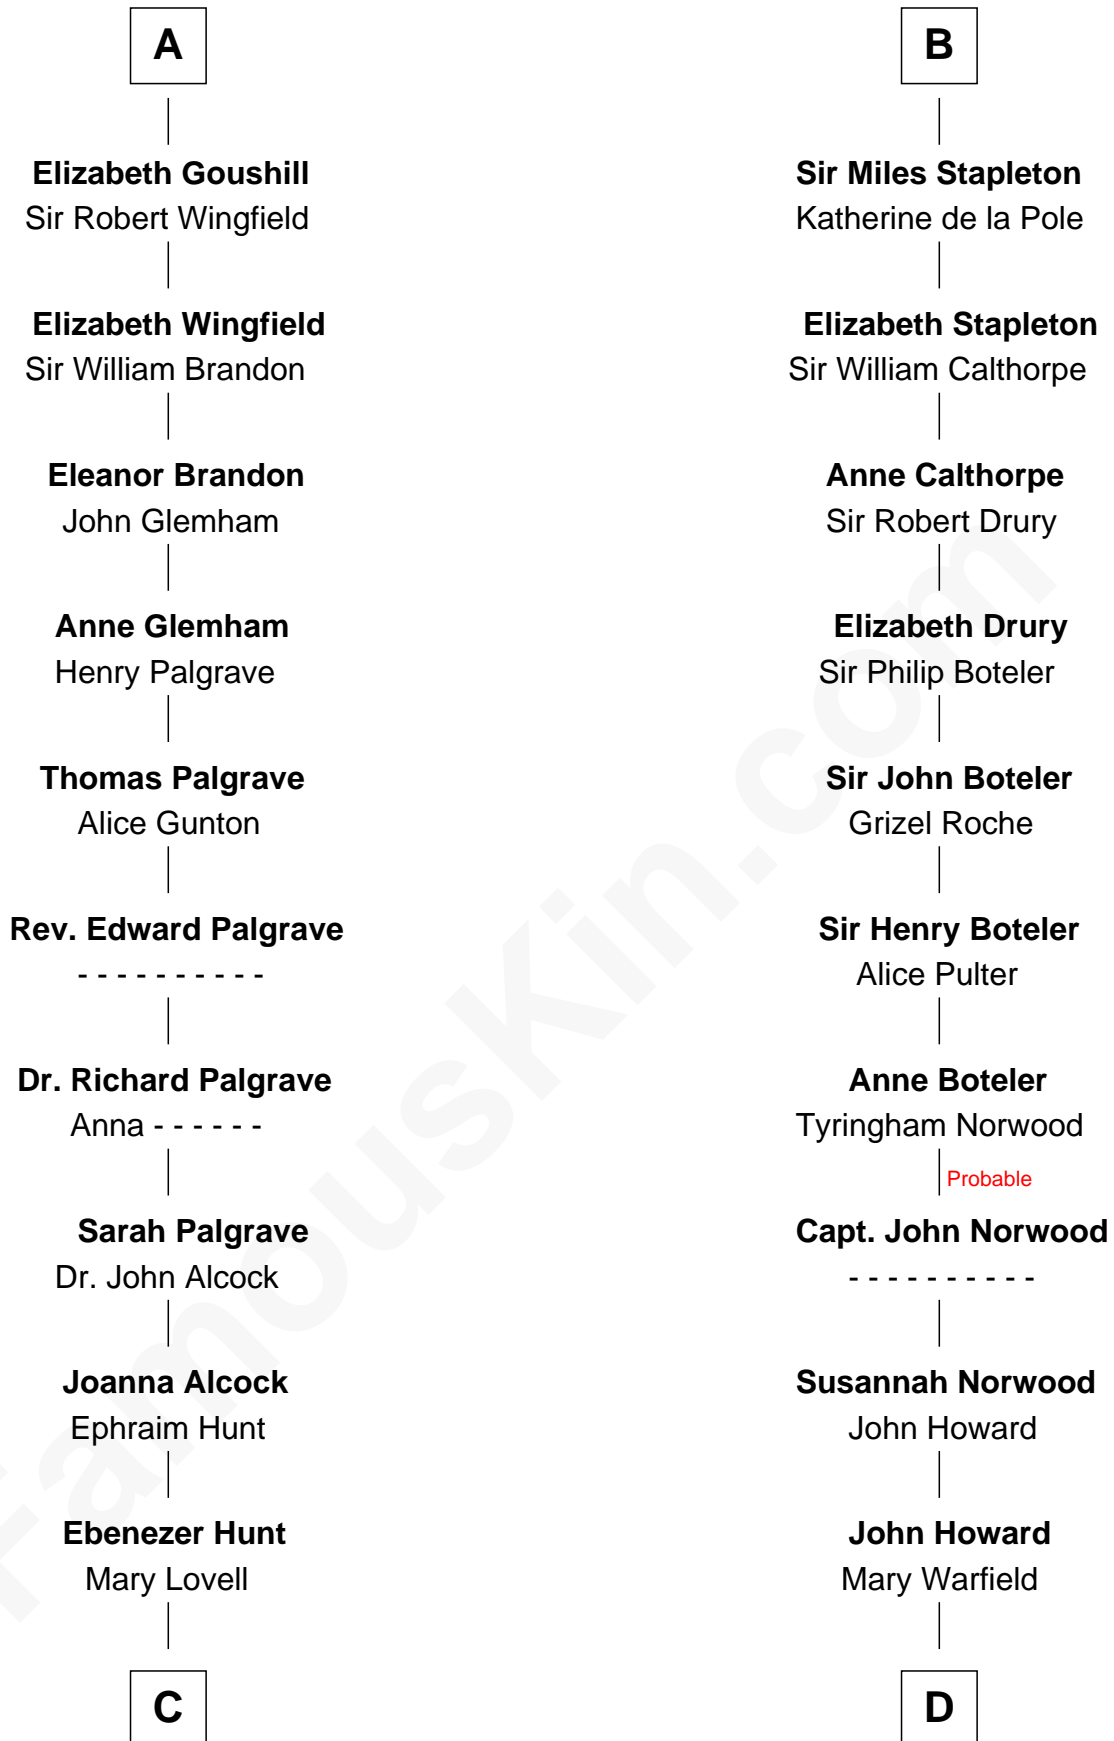 A
Elizabeth Goushill
Sir Robert Wingfield
Elizabeth Wingfield
Sir William Brandon
Eleanor Brandon
John Glemham
Anne Glemham
Henry Palgrave
Thomas Palgrave
Alice Gunton
Rev. Edward Palgrave
- - - - - - - - - -
Dr. Richard Palgrave
Anna - - - - - -
Sarah Palgrave
Dr. John Alcock
Joanna Alcock
Ephraim Hunt
Ebenezer Hunt
Mary Lovell
C
B
Sir Miles Stapleton
Katherine de la Pole
Elizabeth Stapleton
Sir William Calthorpe
Anne Calthorpe
Sir Robert Drury
Elizabeth Drury
Sir Philip Boteler
Sir John Boteler
Grizel Roche
Sir Henry Boteler
Alice Pulter
Anne Boteler
Tyringham Norwood
Probable
Capt. John Norwood
- - - - - - - - - -
Susannah Norwood
John Howard
John Howard
Mary Warfield
D
FamousKin.com